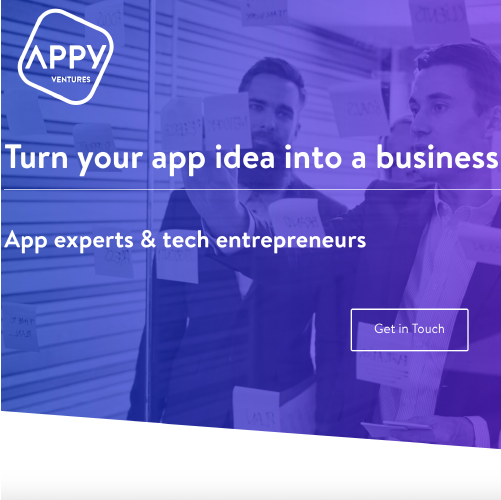 APPY
VENTURES
Turn your app idea into a business
App experts & tech entrepreneurs
Get in Touch